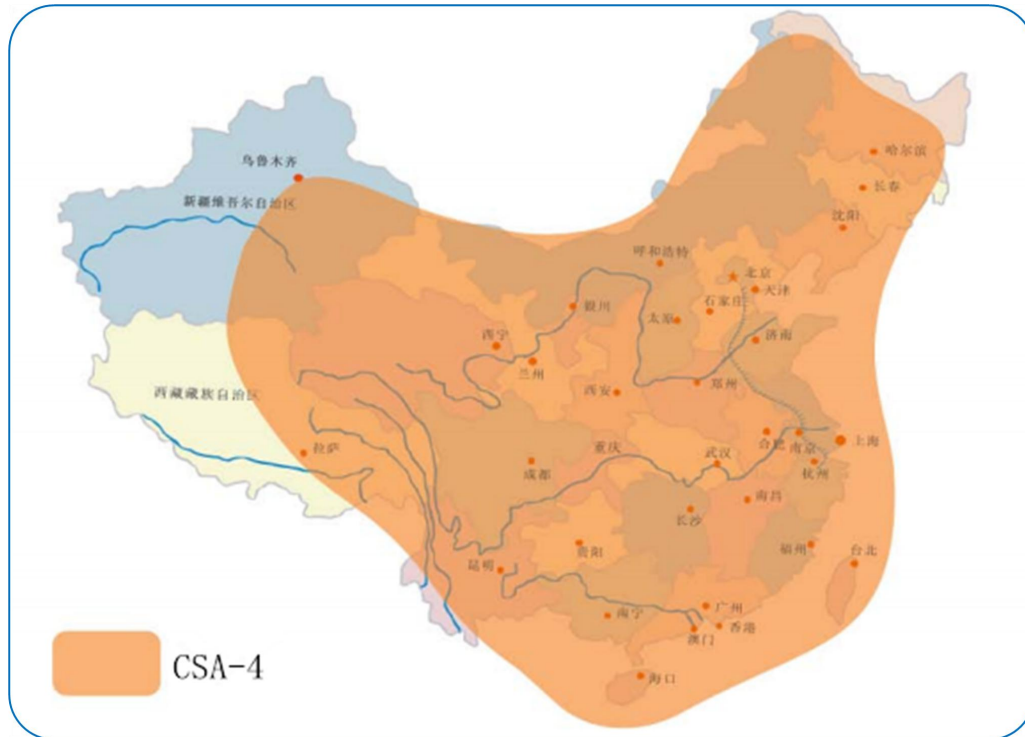 哈尔滨
乌鲁木齐
长春
新疆维吾尔自治区
沈阳
呼和浩特
北京
天津
银川
石家庄
太原
西宁
济南
兰州
西安
郑州
西藏藏族自治区
合肥
南京
上海
拉萨
重庆
武汉
成都
杭州
南昌
长沙
贵阳
福州
台北
昆明
广州
南宁
香港
澳门
CSA-4
海口